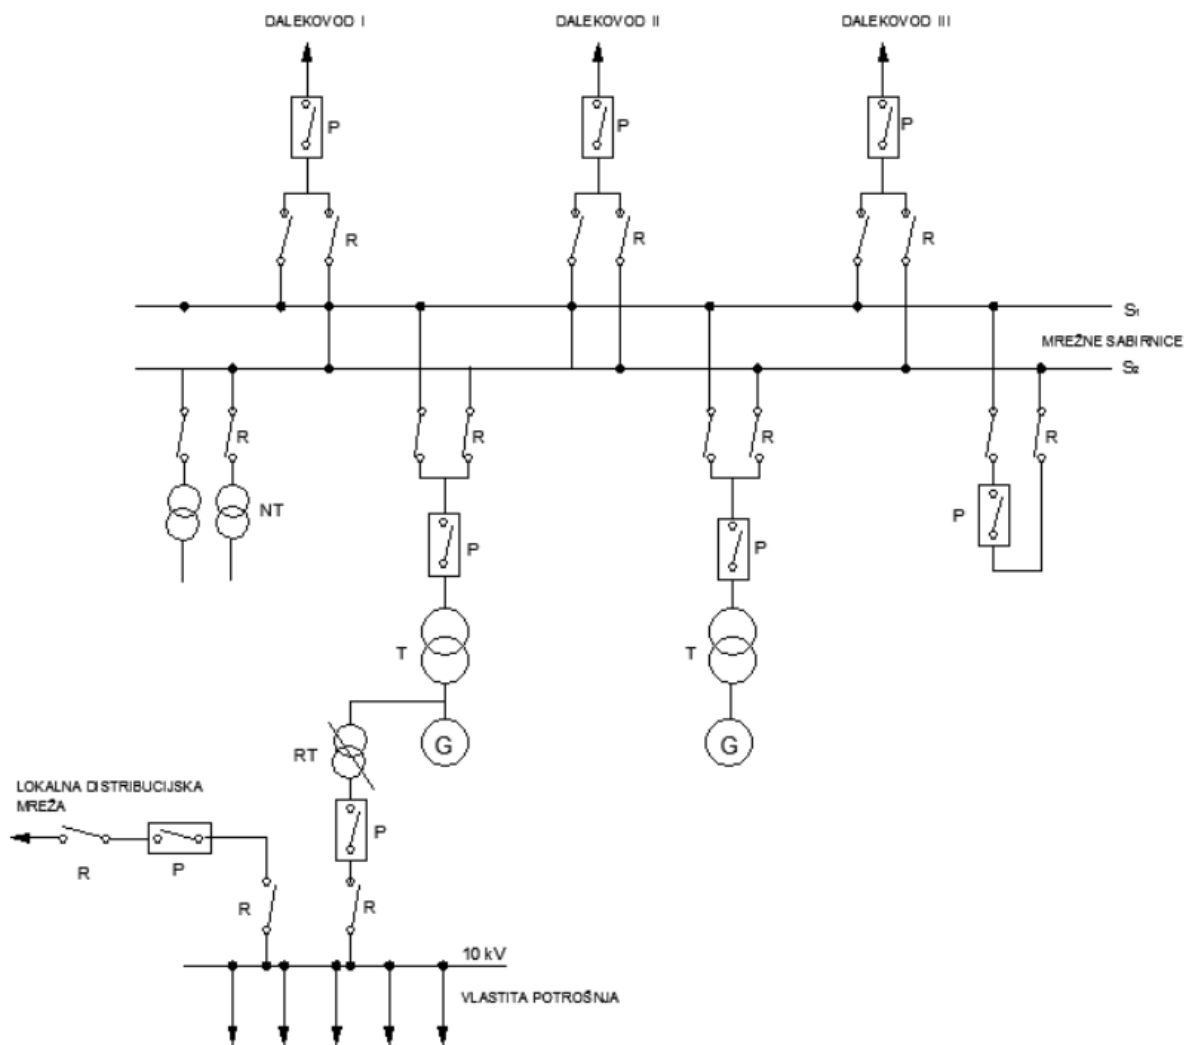 DALEKOVOD I
DALEKOVOD II
DALEKOVOD III
P
P
P
R
R
R
S₁
MREŽNE SABIRNICE
S₂
R
R
R
R
NT
P
P
P
T
T
G
G
RT
LOKALNA DISTRIBUCIJSKA
MREŽA
P
R
P
R
R
10 kV
VLASTITA POTROŠNJA